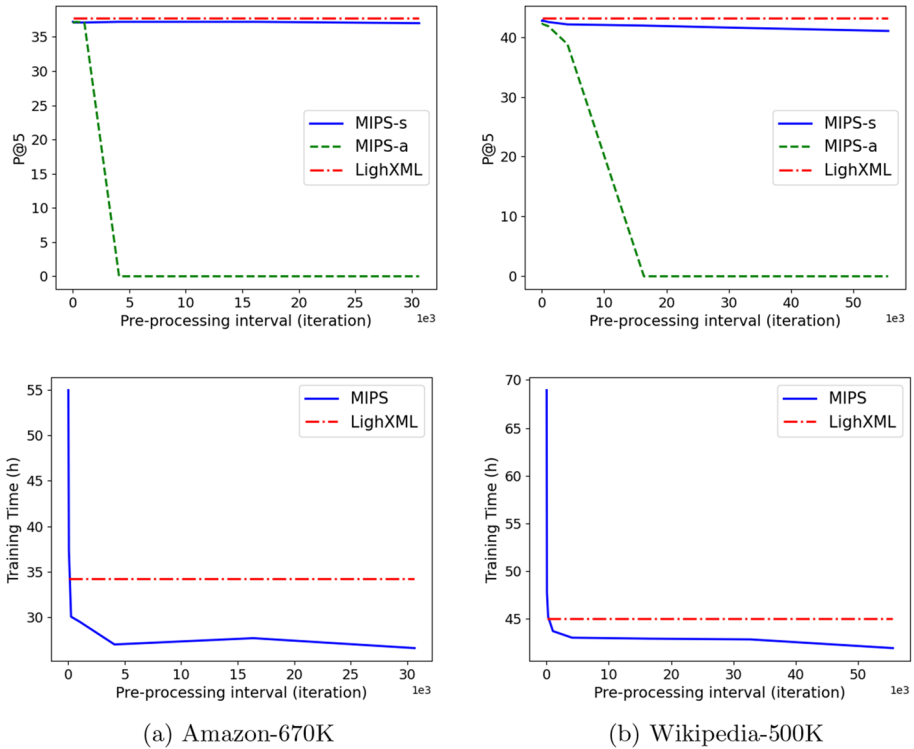 P@5
35
30
25
20
15
10
5
0
MIPS-s
MIPS-a
LighXML
0 5 10 15 20 25 30
1e3
Pre-processing interval (iteration)
P@5
40
30
20
10
0
MIPS-s
MIPS-a
LighXML
0 10 20 30 40 50
1e3
Pre-processing interval (iteration)
Training Time (h)
55
50
45
40
35
30
MIPS
LighXML
0 5 10 15 20 25 30
1e3
Pre-processing interval (iteration)
Training Time (h)
70
65
60
55
50
45
MIPS
LighXML
0 10 20 30 40 50
1e3
Pre-processing interval (iteration)
(a) Amazon-670K
(b) Wikipedia-500K